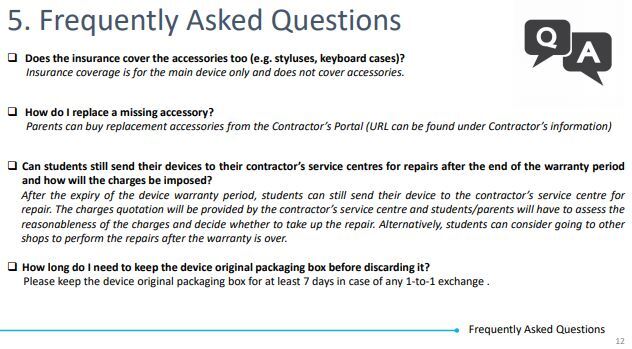 5. Frequently Asked Questions
Q A
❑ Does the insurance cover the accessories too (e.g. styluses, keyboard cases)?
Insurance coverage is for the main device only and does not cover accessories.
❑ How do I replace a missing accessory?
Parents can buy replacement accessories from the Contractor's Portal (URL can be found under Contractor's information)
❑ Can students still send their devices to their contractor's service centres for repairs after the end of the warranty period
and how will the charges be imposed?
After the expiry of the device warranty period, students can still send their device to the contractor's service centre for
repair. The charges quotation will be provided by the contractor's service centre and students/parents will have to assess the
reasonableness of the charges and decide whether to take up the repair. Alternatively, students can consider going to other
shops to perform the repairs after the warranty is over.
❑ How long do I need to keep the device original packaging box before discarding it?
Please keep the device original packaging box for at least 7 days in case of any 1-to-1 exchange .
Frequently Asked Questions
12